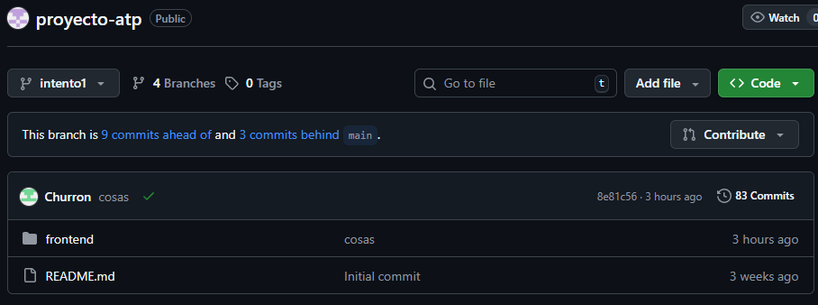 proyecto-atp Public Watch 0
intento1 4 Branches 0 Tags Go to file t Add file Code
This branch is 9 commits ahead of and 3 commits behind main .
Contribute
Churron cosas 8e81c56 · 3 hours ago 83 Commits
frontend cosas 3 hours ago
README.md Initial commit 3 weeks ago